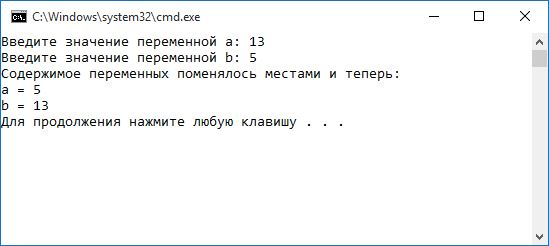 C:\Windows\system32\cmd.exe
Введите значение переменной a: 13
Введите значение переменной b: 5
Содержимое переменных поменялось местами и теперь:
a = 5
b = 13
Для продолжения нажмите любую клавишу . . .